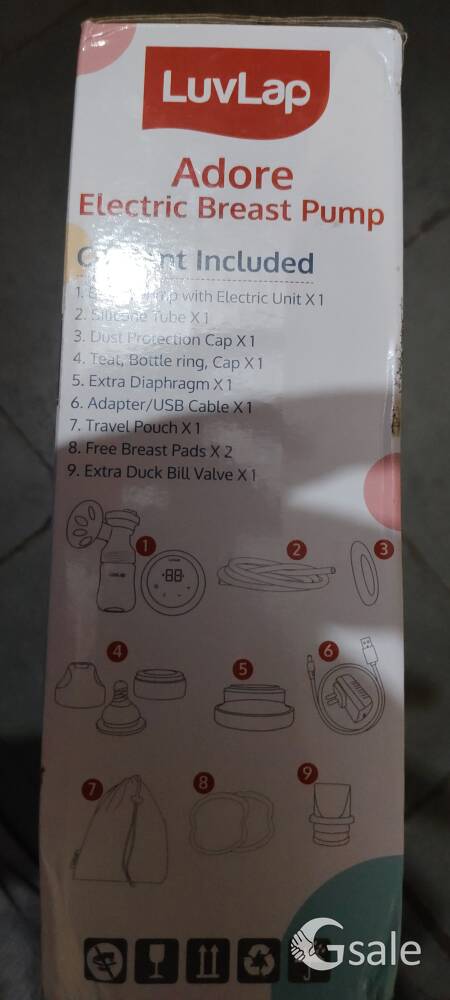 LuvLap
Adore
Electric Breast Pump
Included
1. with Electric Unit X 1
2. Silicone Tube X 1
3. Dust Protection Cap X 1
4. Teat, Bottle ring, Cap X 1
5. Extra Diaphragm X 1
6. Adapter/USB Cable X 1
7. Travel Pouch X 1
8. Free Breast Pads X 2
9. Extra Duck Bill Valve X 1
1
2
3
88
4
5
6
7
8
9
Gsale